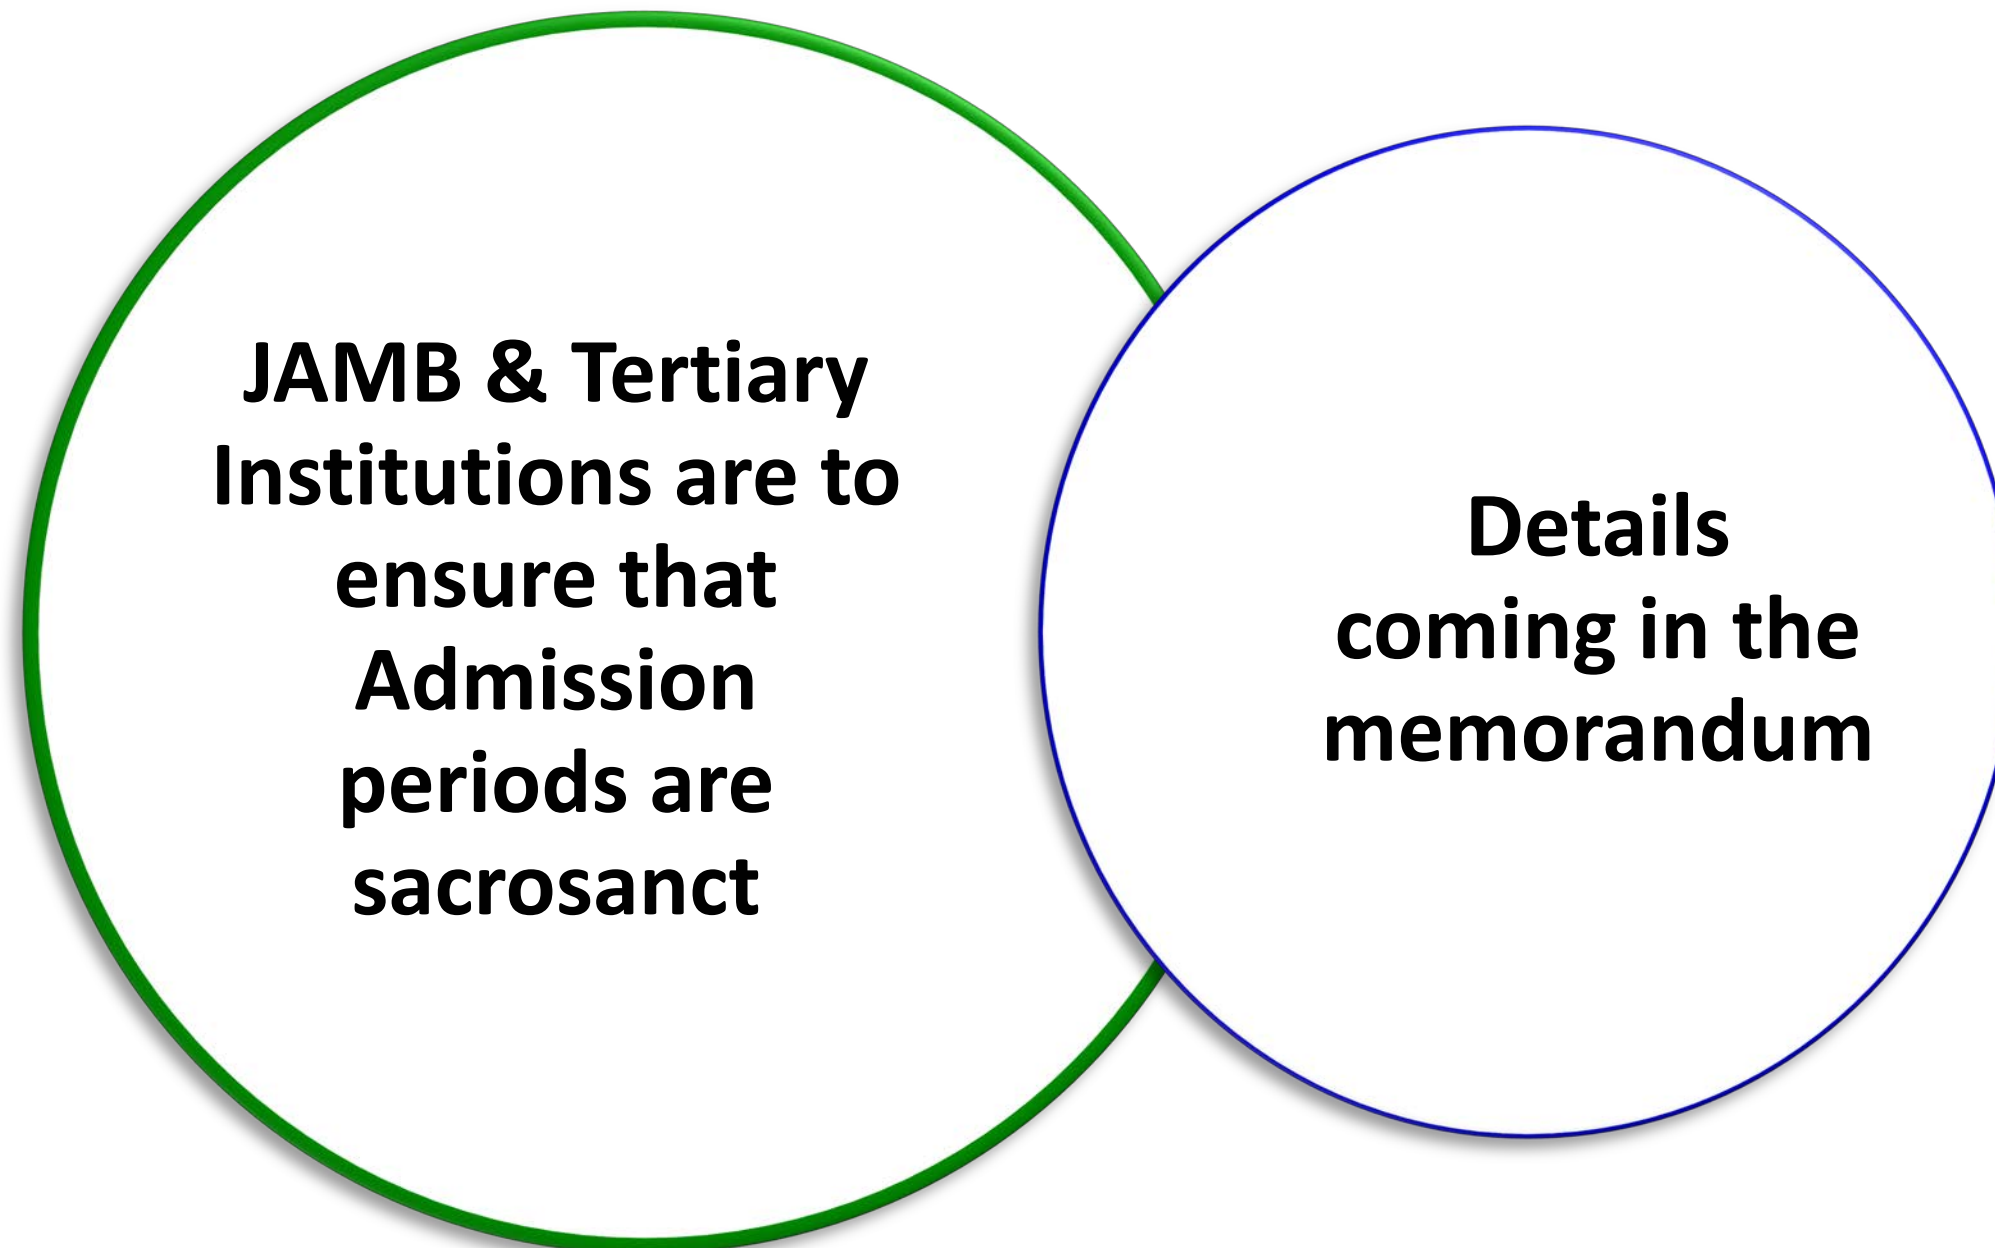 JAMB & Tertiary
Institutions are to
ensure that
Admission
periods are
sacrosanct
Details
coming in the
memorandum